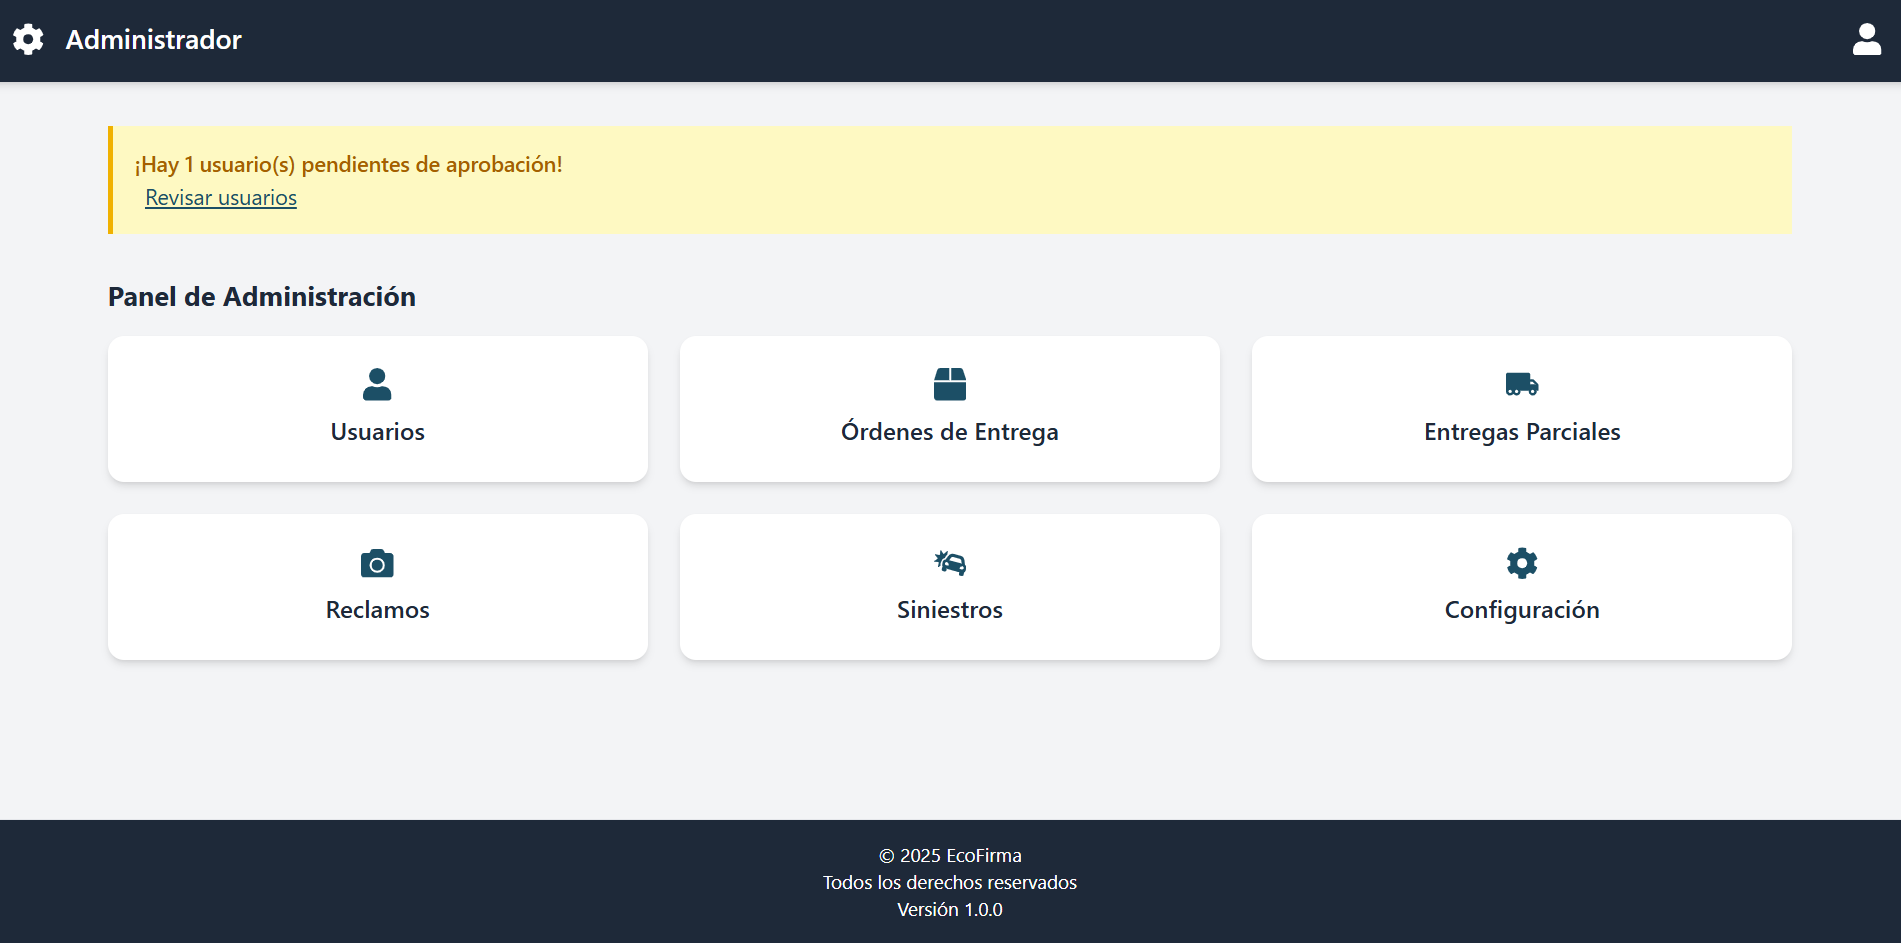 Administrador
¡Hay 1 usuario(s) pendientes de aprobación!
Revisar usuarios
Panel de Administración
Usuarios
Órdenes de Entrega
Entregas Parciales
Reclamos
Siniestros
Configuración
© 2025 EcoFirma
Todos los derechos reservados
Versión 1.0.0